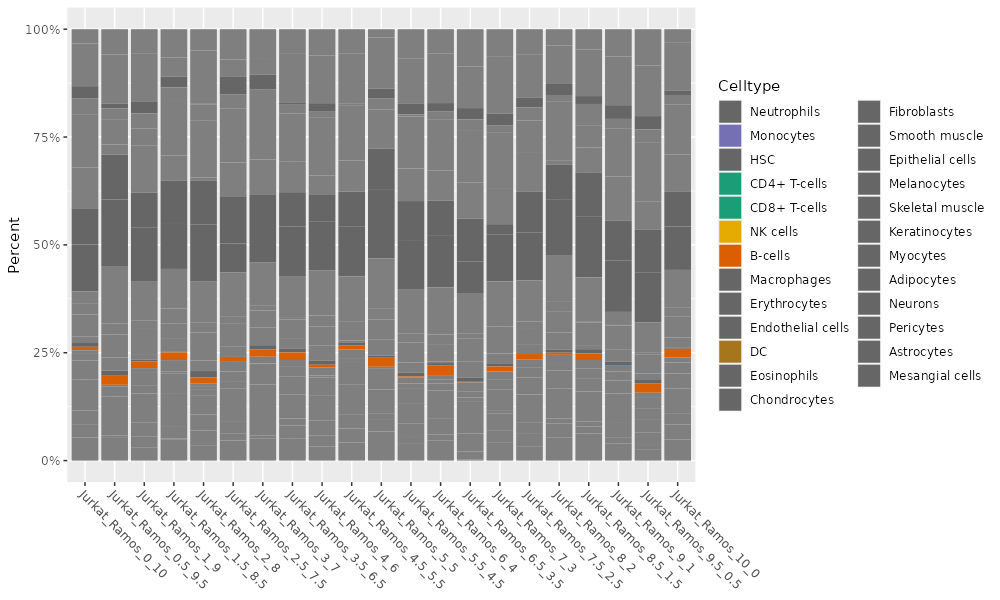 100%
75%
50%
25%
0%
Percent
Jurkat_Ramos_0_10
Jurkat_Ramos_0.5_9.5
Jurkat_Ramos_1_9
Jurkat_Ramos_1.5_8.5
Jurkat_Ramos_2_8
Jurkat_Ramos_2.5_7.5
Jurkat_Ramos_3_7
Jurkat_Ramos_3.5_6.5
Jurkat_Ramos_4_6
Jurkat_Ramos_4.5_5.5
Jurkat_Ramos_5_5
Jurkat_Ramos_5.5_4.5
Jurkat_Ramos_6_4
Jurkat_Ramos_6.5_3.5
Jurkat_Ramos_7_3
Jurkat_Ramos_7.5_2.5
Jurkat_Ramos_8_2
Jurkat_Ramos_8.5_1.5
Jurkat_Ramos_9_1
Jurkat_Ramos_9.5_0.5
Jurkat_Ramos_10_0
Celltype
Neutrophils
Monocytes
HSC
CD4+ T-cells
CD8+ T-cells
NK cells
B-cells
Macrophages
Erythrocytes
Endothelial cells
DC
Eosinophils
Chondrocytes
Fibroblasts
Smooth muscle
Epithelial cells
Melanocytes
Skeletal muscle
Keratinocytes
Myocytes
Adipocytes
Neurons
Pericytes
Astrocytes
Mesangial cells